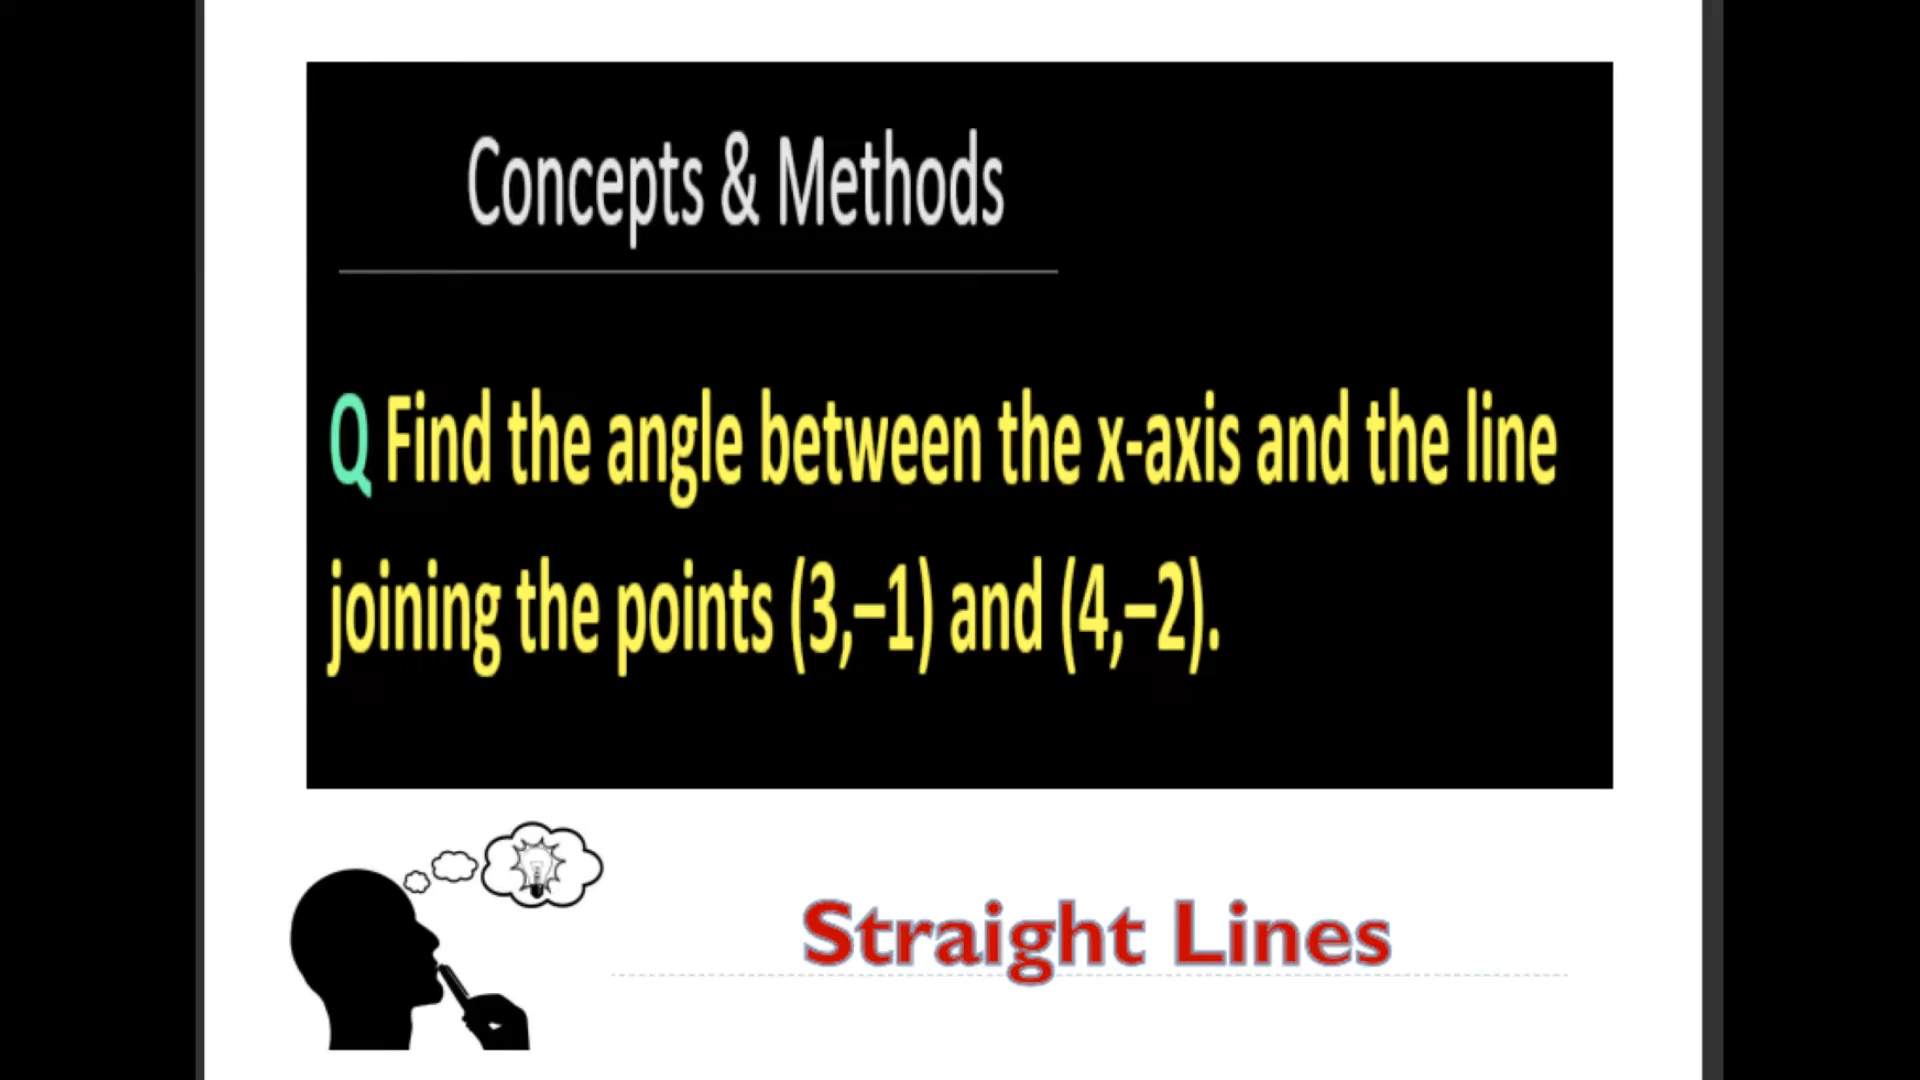 Concepts & Methods
Q Find the angle between the x-axis and the line
joining the points (3,–1) and (4,–2).
Straight Lines